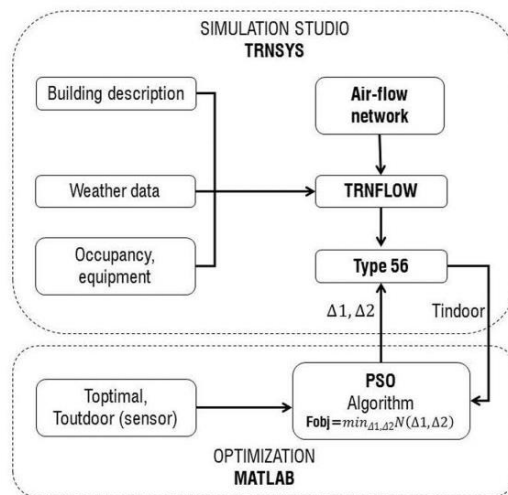 SIMULATION STUDIO
TRNSYS
Building description
Air-flow
network
Weather data
TRNFLOW
Occupancy,
equipment
Type 56
Δ1, Δ2
Tindoor
Toptimal,
Toutdoor (sensor)
PSO
Algorithm
Fobj=min_{Δ1,Δ2}N(Δ1,Δ2)
OPTIMIZATION
MATLAB